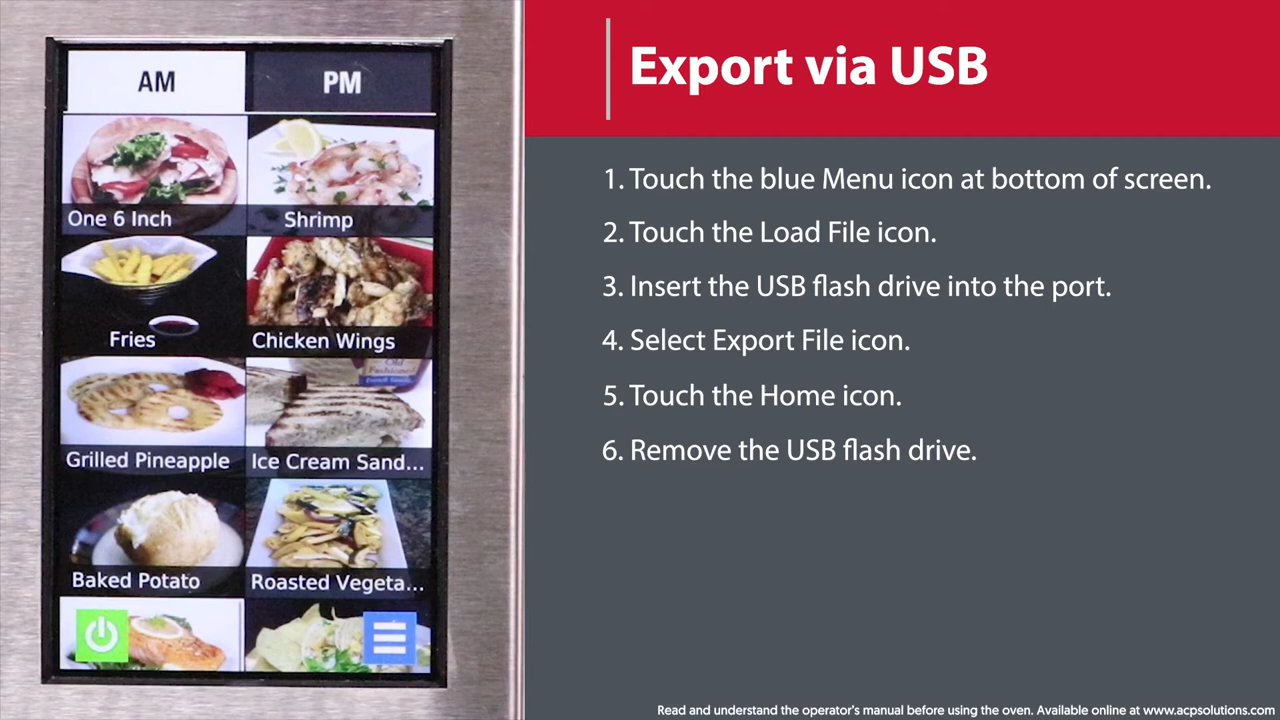 AM
PM
One 6 Inch
Shrimp
Fries
Chicken Wings
Grilled Pineapple
Ice Cream Sand...
Baked Potato
Roasted Vegeta...
Export via USB
1. Touch the blue Menu icon at bottom of screen.
2. Touch the Load File icon.
3. Insert the USB flash drive into the port.
4. Select Export File icon.
5. Touch the Home icon.
6. Remove the USB flash drive.
Read and understand the operator's manual before using the oven. Available online at www.acpsolutions.com